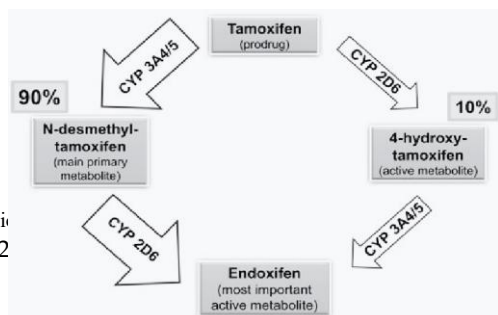 Tamoxifen
(prodrug)
CYP 3A4/5
CYP 2D6
90%
10%
N-desmethyl-
tamoxifen
(main primary
metabolite)
4-hydroxy-
tamoxifen
(active metabolite)
CYP 2D6
CYP 3A4/5
Endoxifen
(most important
active metabolite)
2